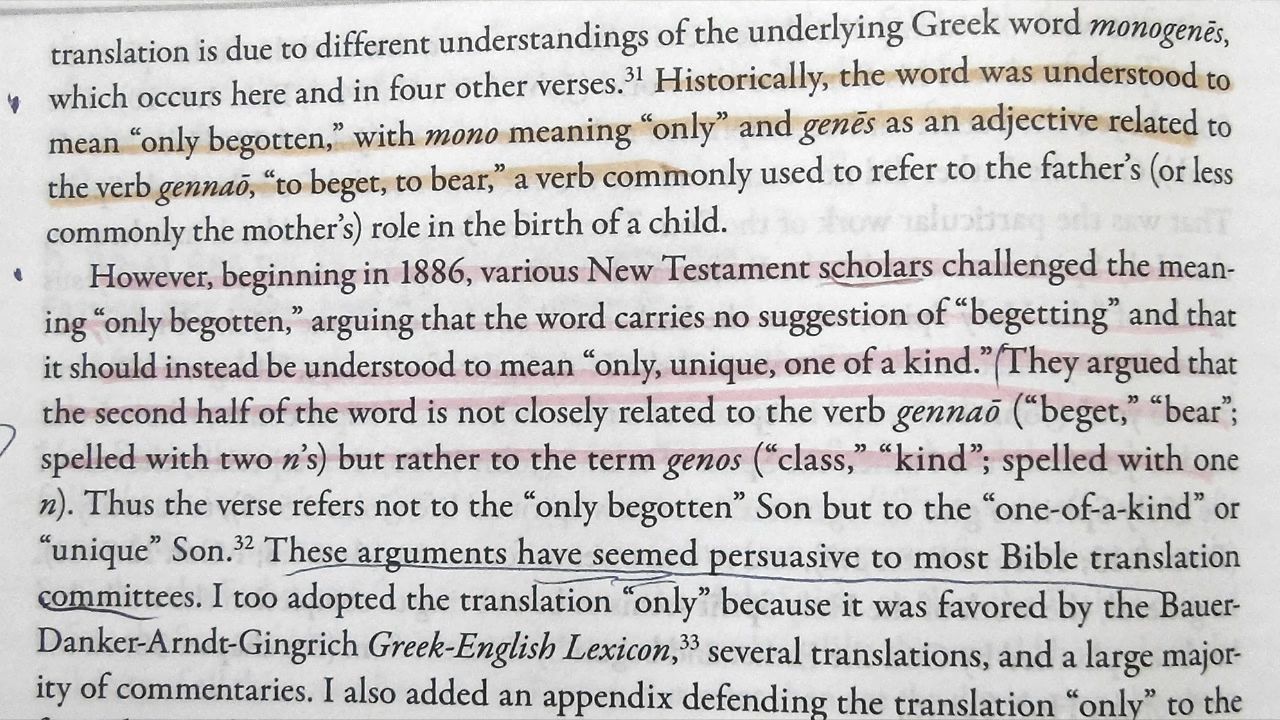 translation is due to different understandings of the underlying Greek word monogenēs,
which occurs here and in four other verses.³¹ Historically, the word was understood to
mean “only begotten,” with mono meaning “only” and genēs as an adjective related to
the verb gennaō, “to beget, to bear,” a verb commonly used to refer to the father’s (or less
commonly the mother’s) role in the birth of a child.
However, beginning in 1886, various New Testament scholars challenged the mean-
ing “only begotten,” arguing that the word carries no suggestion of “begetting” and that
it should instead be understood to mean “only, unique, one of a kind.” They argued that
the second half of the word is not closely related to the verb gennaō (“beget,” “bear”;
spelled with two n’s) but rather to the term genos (“class,” “kind”; spelled with one
n). Thus the verse refers not to the “only begotten” Son but to the “one-of-a-kind” or
“unique” Son.³² These arguments have seemed persuasive to most Bible translation
committees. I too adopted the translation “only” because it was favored by the Bauer-
Danker-Arndt-Gingrich Greek-English Lexicon,³³ several translations, and a large major-
ity of commentaries. I also added an appendix defending the translation “only” to the